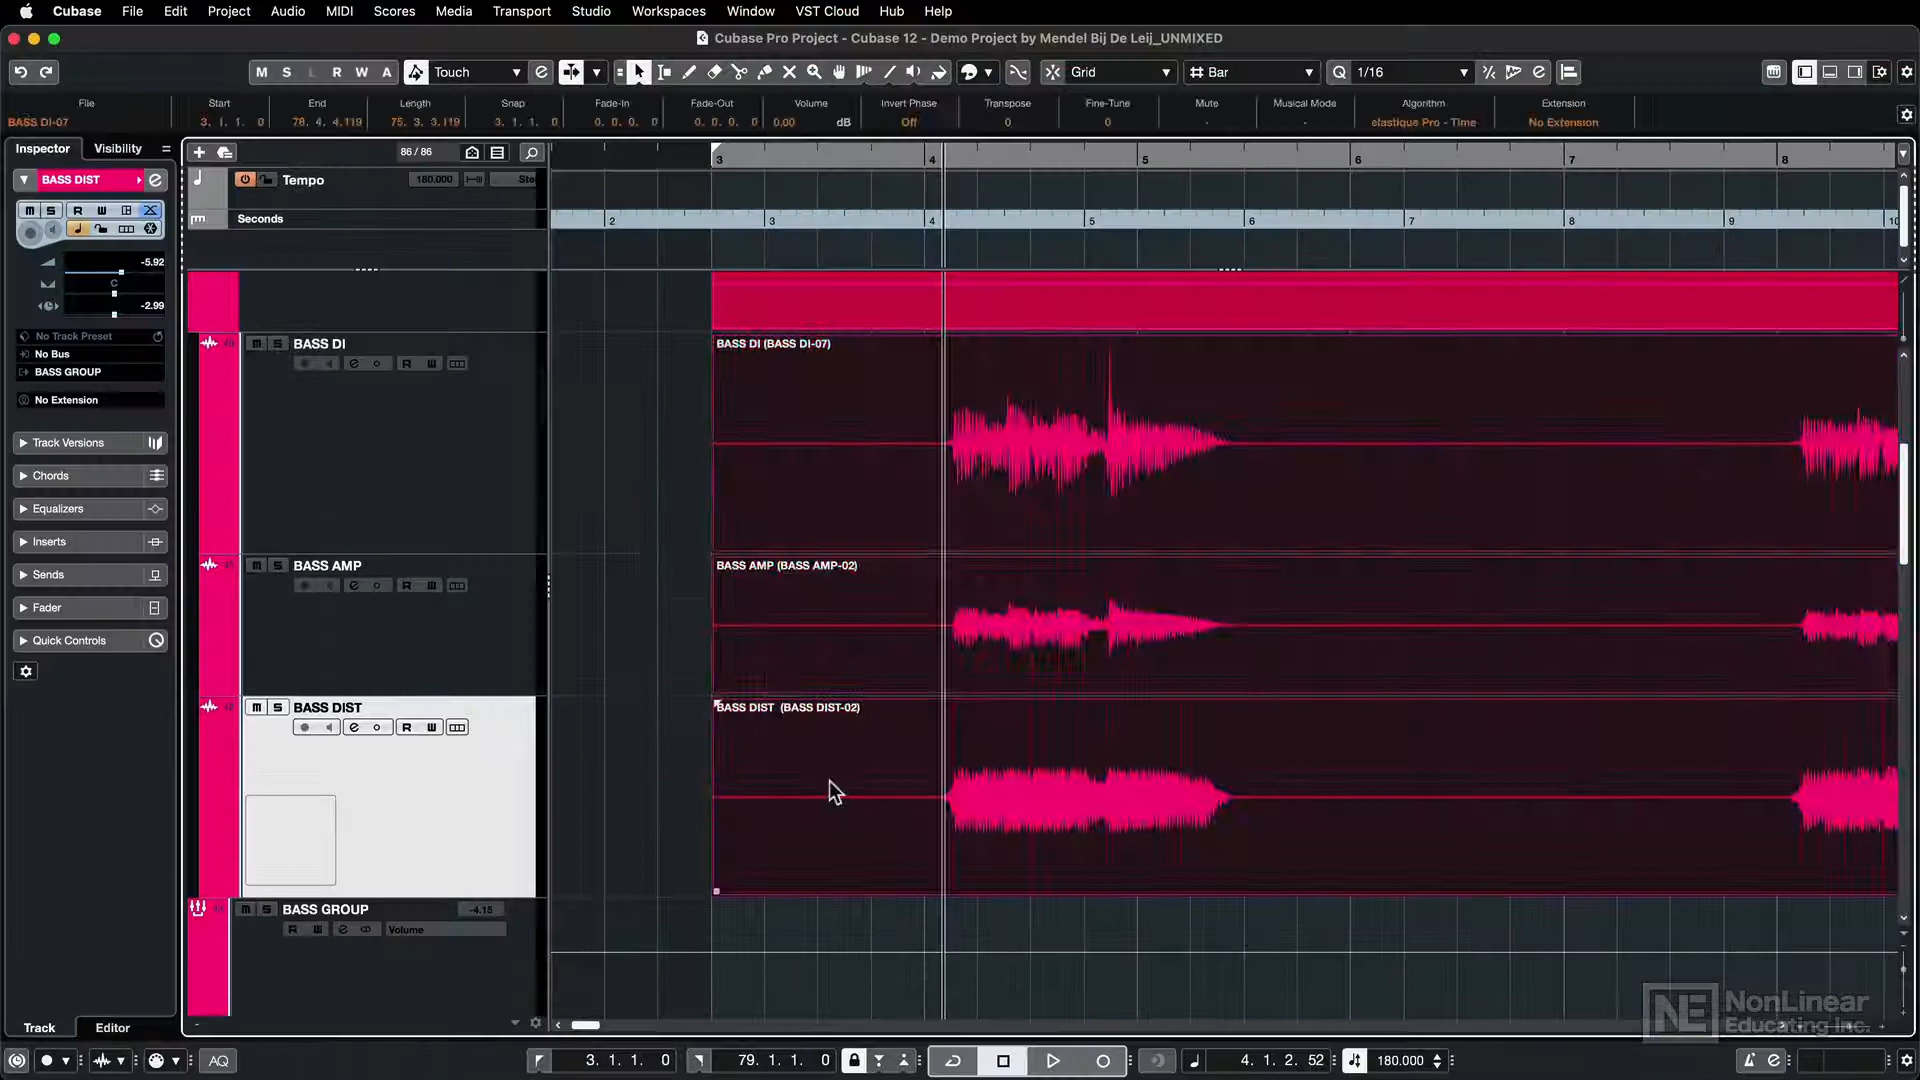 Cubase File Edit Project Audio MIDI Scores Media Transport Studio Workspaces Window VST Cloud Hub Help
Cubase Pro Project - Cubase 12 - Demo Project by Mendel Bij De Leij_UNMIXED
M S L R W A Touch Grid Bar Q 1/16
File Start End Length Snap Fade-In Fade-Out Volume Invert Phase Transpose Fine-Tune Mute Musical Mode Algorithm Extension
BASS DI-07 3. 1. 1. 0 78. 4. 4.119 75. 3. 3.119 3. 1. 1. 0 0. 0. 0. 0 0. 0. 0. 0 0.00 dB Off 0 0 - - elastique Pro - Time No Extension
Inspector Visibility
86 / 86
3 4 5 6 7 8
BASS DIST
Tempo 180.000 Ste
M S R W
Seconds
2 3 4 5 6 7 8 9 10
-5.92
C
-2.99
No Track Preset
No Bus
BASS GROUP
No Extension
Track Versions
Chords
Equalizers
Inserts
Sends
Fader
Quick Controls
M S BASS DI
R W
BASS DI (BASS DI-07)
M S BASS AMP
R W
BASS AMP (BASS AMP-02)
M S BASS DIST
R W
BASS DIST (BASS DIST-02)
M S BASS GROUP -4.15
R W Volume
NE NonLinear
Educating Inc.
Track Editor
AQ 3. 1. 1. 0 79. 1. 1. 0 4. 1. 2. 52 180.000